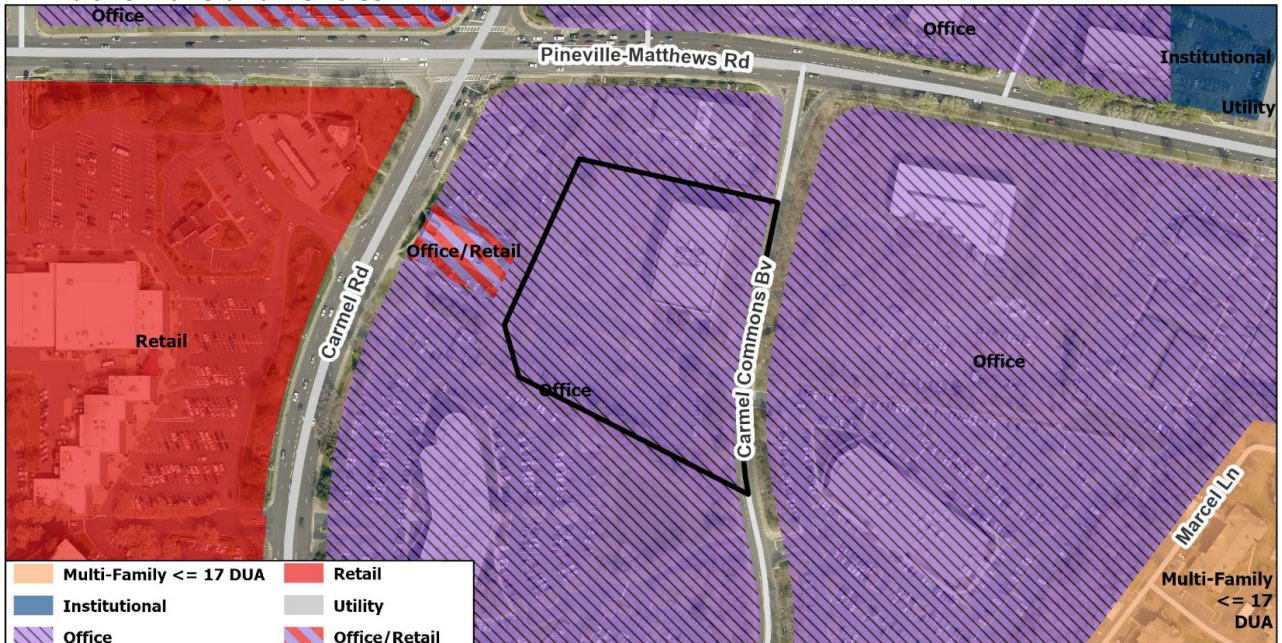 Office
Office
Pineville-Matthews Rd
Institutional
Utility
Office/Retail
Carmel Rd
Retail
Office
Carmel Commons Bv
Office
Marcel Ln
Multi-Family
<= 17
DUA
Multi-Family <= 17 DUA
Retail
Institutional
Utility
Office
Office/Retail